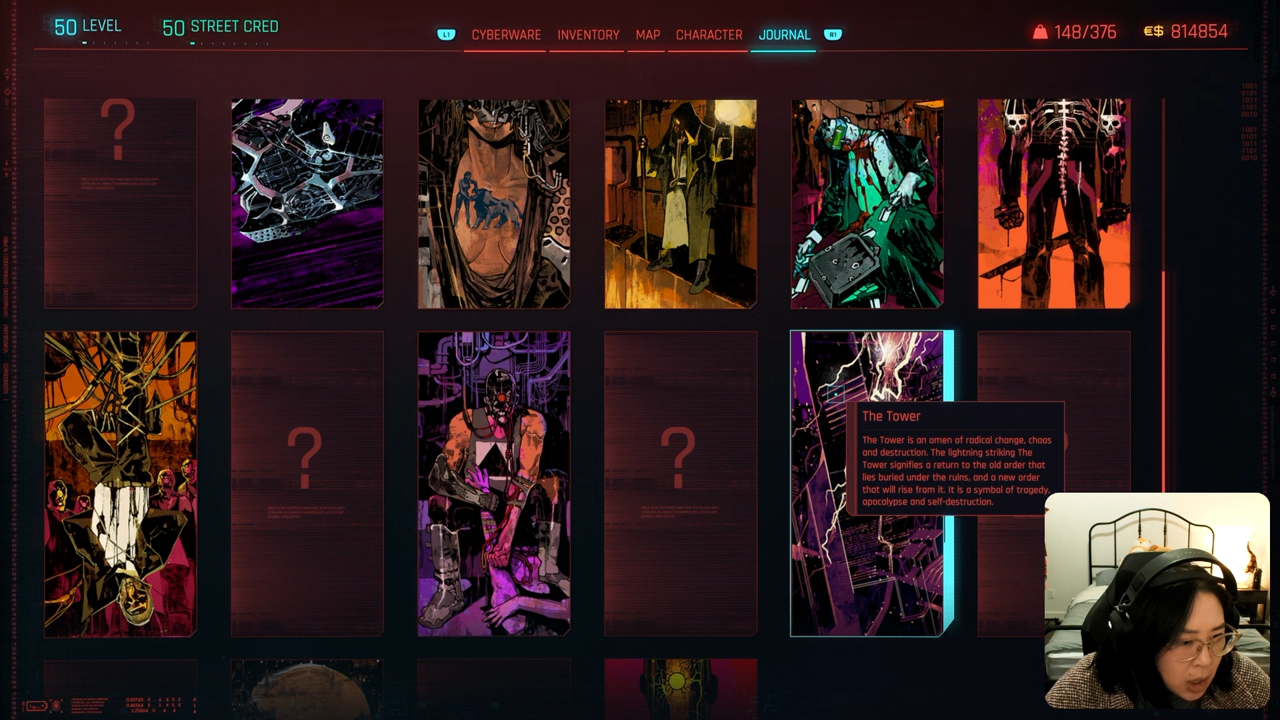 50 LEVEL
50 STREET CRED
L1
CYBERWARE
INVENTORY
MAP
CHARACTER
JOURNAL
R1
148/376
€$ 814854
?
?
?
The Tower
The Tower is an omen of radical change, chaos
and destruction. The lightning striking The
Tower signifies a return to the old order that
lies buried under the ruins, and a new order
that will rise from it. It is a symbol of tragedy,
apocalypse and self-destruction.